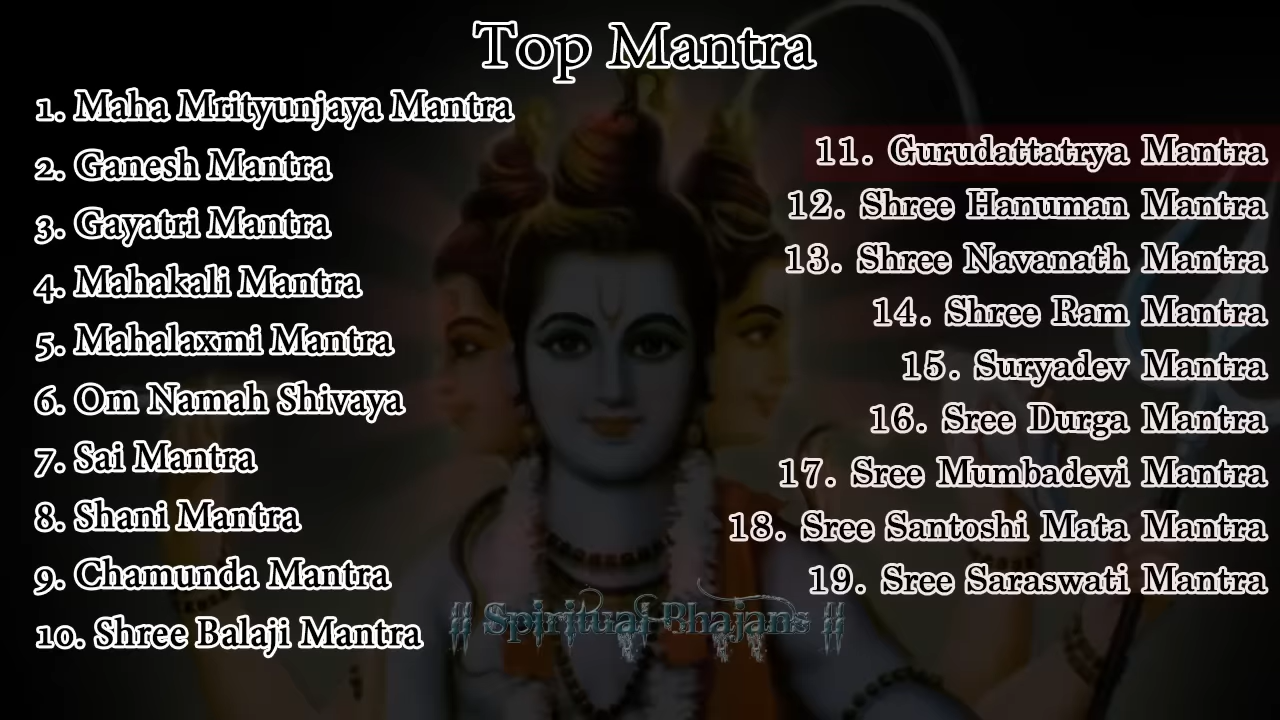 Top Mantra
1. Maha Mrityunjaya Mantra
2. Ganesh Mantra
3. Gayatri Mantra
4. Mahakali Mantra
5. Mahalaxmi Mantra
6. Om Namah Shivaya
7. Sai Mantra
8. Shani Mantra
9. Chamunda Mantra
10. Shree Balaji Mantra
11. Gurudattatrya Mantra
12. Shree Hanuman Mantra
13. Shree Navanath Mantra
14. Shree Ram Mantra
15. Suryadev Mantra
16. Sree Durga Mantra
17. Sree Mumbadevi Mantra
18. Sree Santoshi Mata Mantra
19. Sree Saraswati Mantra
|| Spiritual Bhajans ||